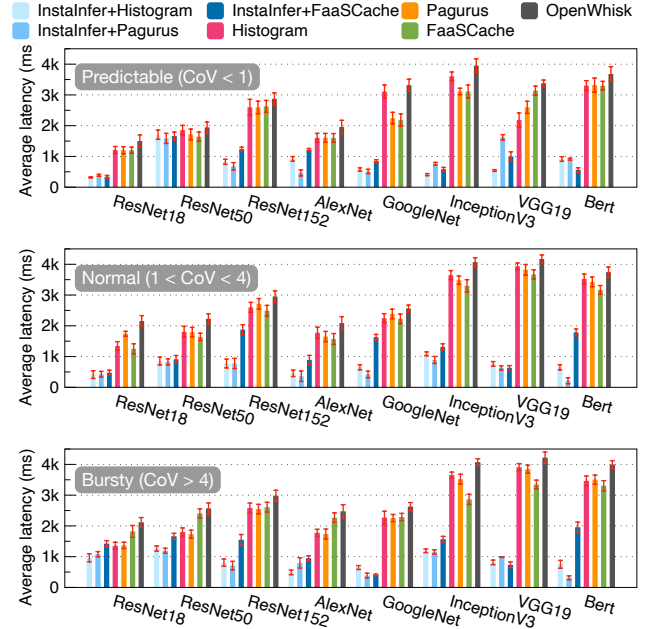 InstaInfer+Histogram InstaInfer+FaaSCache Pagurus OpenWhisk
InstaInfer+Pagurus Histogram FaaSCache
Average latency (ms)
4k
3k
2k
1k
0
Predictable (CoV < 1)
ResNet18 ResNet50 ResNet152 AlexNet GoogleNet InceptionV3 VGG19 Bert
Average latency (ms)
4k
3k
2k
1k
0
Normal (1 < CoV < 4)
ResNet18 ResNet50 ResNet152 AlexNet GoogleNet InceptionV3 VGG19 Bert
Average latency (ms)
4k
3k
2k
1k
0
Bursty (CoV > 4)
ResNet18 ResNet50 ResNet152 AlexNet GoogleNet InceptionV3 VGG19 Bert